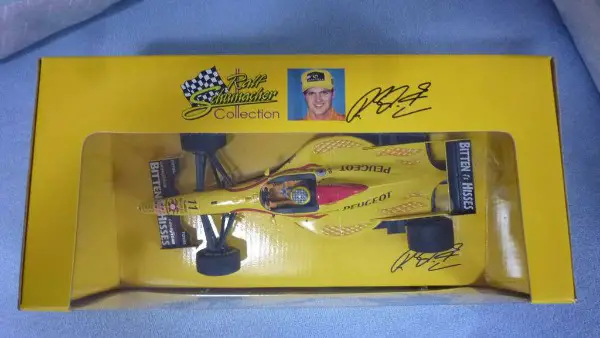 Ralf
Schumacher
Collection
PEUGEOT
PEUGEOT
11
BITTEN & HISSES
BITTEN & HISSES